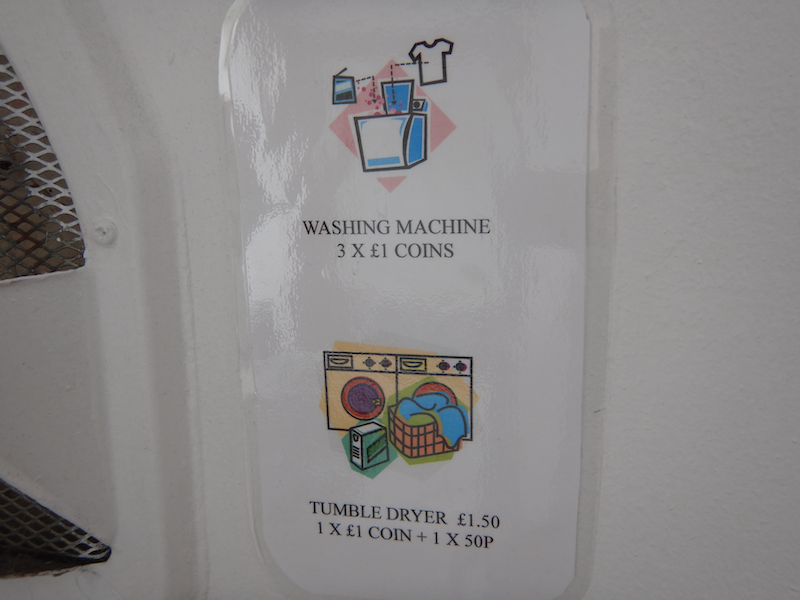 WASHING MACHINE
3 X £1 COINS
TUMBLE DRYER £1.50
1 X £1 COIN + 1 X 50P